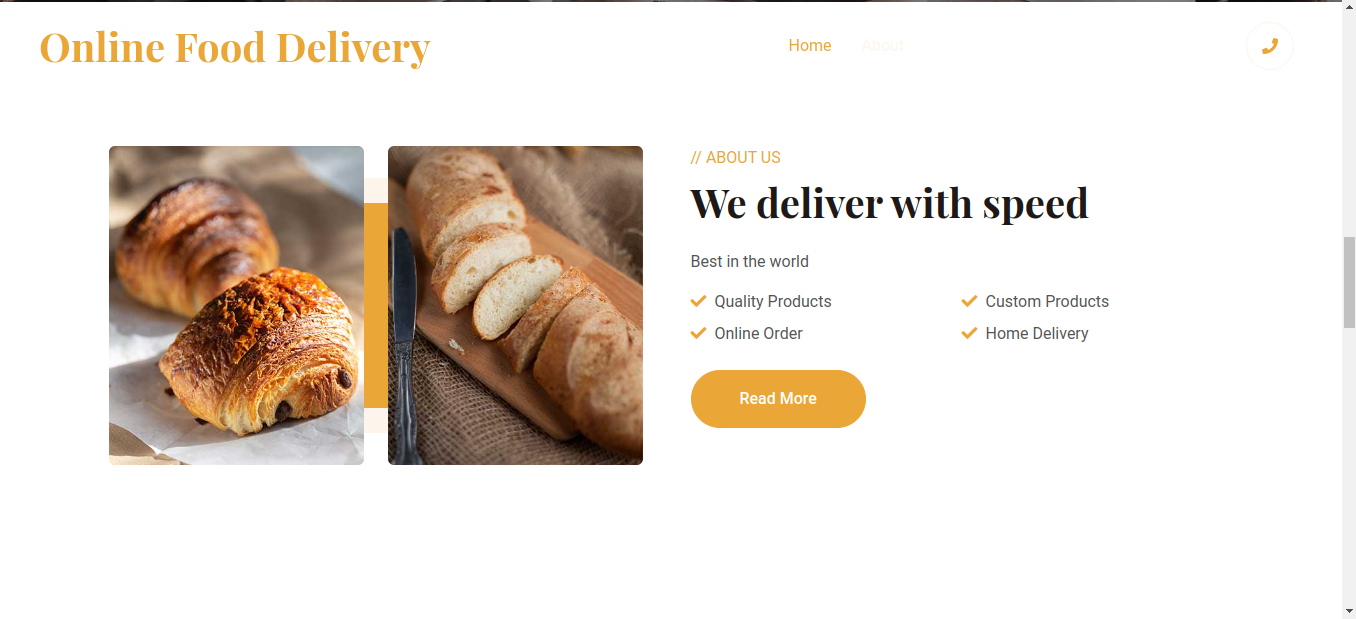 Online Food Delivery
Home About
// ABOUT US
We deliver with speed
Best in the world
Quality Products Custom Products
Online Order Home Delivery
Read More